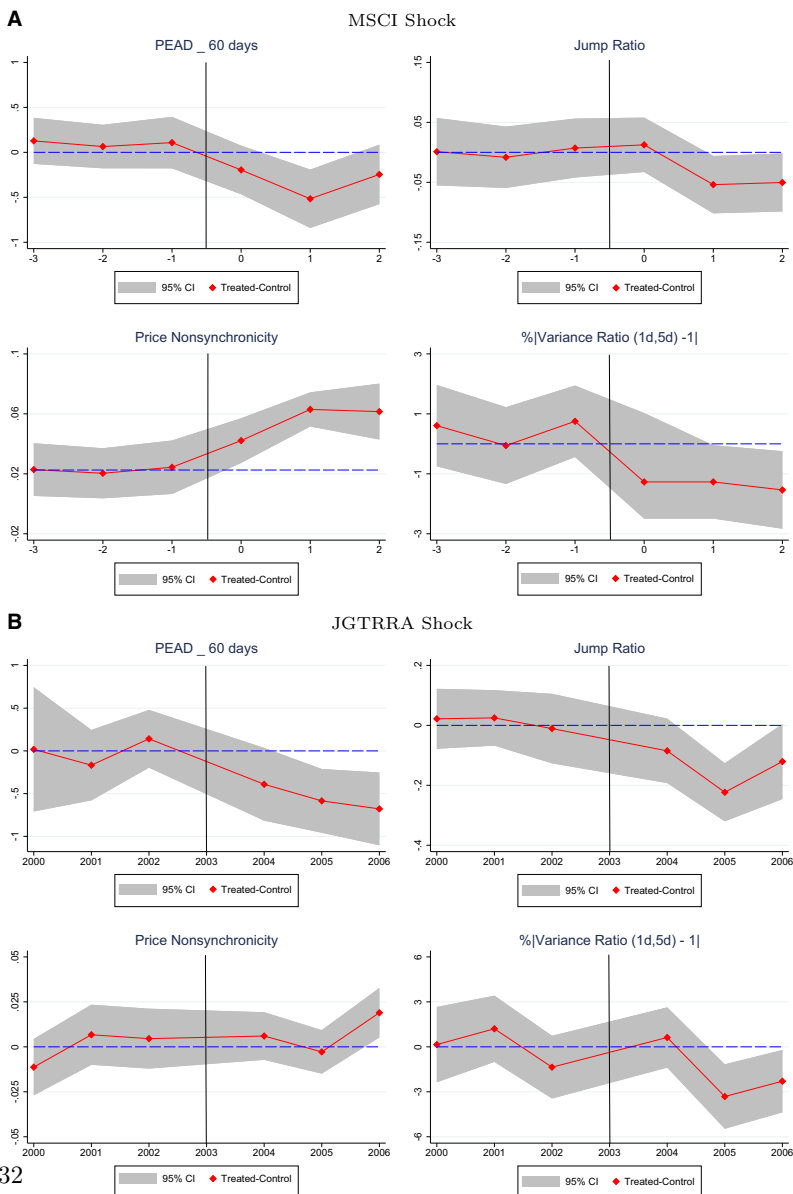 A
MSCI Shock
PEAD _ 60 days
1
.5
0
-.5
-1
-3 -2 -1 0 1 2
95% CI Treated-Control
Jump Ratio
.15
.05
-.05
-.15
-3 -2 -1 0 1 2
95% CI Treated-Control
Price Nonsynchronicity
.1
.06
.02
-.02
-3 -2 -1 0 1 2
95% CI Treated-Control
%|Variance Ratio (1d,5d) -1|
3
1
-1
-3
-3 -2 -1 0 1 2
95% CI Treated-Control
B
JGTRRA Shock
PEAD _ 60 days
1
.5
0
-.5
-1
2000 2001 2002 2003 2004 2005 2006
95% CI Treated-Control
Jump Ratio
.2
0
-.2
-.4
2000 2001 2002 2003 2004 2005 2006
95% CI Treated-Control
Price Nonsynchronicity
.05
.025
0
-.025
-.05
2000 2001 2002 2003 2004 2005 2006
95% CI Treated-Control
%|Variance Ratio (1d,5d) - 1|
6
3
0
-3
-6
2000 2001 2002 2003 2004 2005 2006
95% CI Treated-Control
32